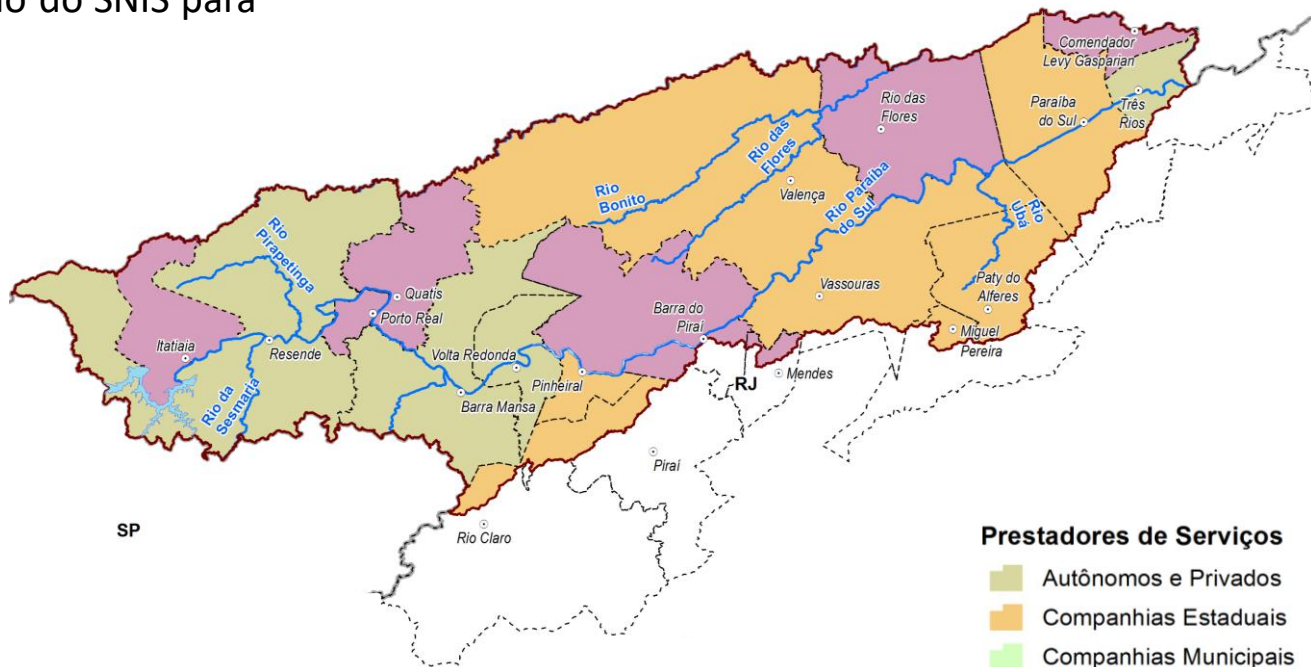 do SNIS para
Comendador
Levy Gasparian
Rio das
Flores
Paraíba
do Sul
Três
Rios
Rio das
Flores
Rio
Bonito
Valença
Rio Paraíba
do Sul
Rio
Ubá
Rio
Pirapetinga
Quatis
Porto Real
Vassouras
Paty do
Alferes
Barra do
Piraí
Miguel
Pereira
Itatiaia
Resende
Volta Redonda
Pinheiral
RJ
Mendes
Rio da
Sesmaria
Barra Mansa
Piraí
SP
Rio Claro
Prestadores de Serviços
Autônomos e Privados
Companhias Estaduais
Companhias Municipais